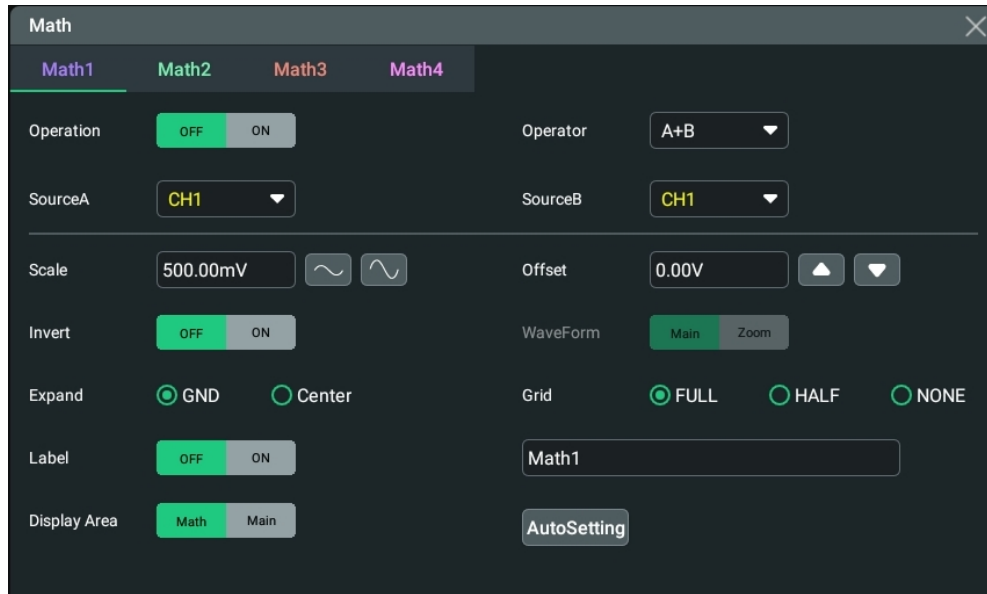 Math
Math1 Math2 Math3 Math4
Operation OFF ON Operator A+B
SourceA CH1 SourceB CH1
Scale 500.00mV Offset 0.00V
Invert OFF ON WaveForm Main Zoom
Expand GND Center Grid FULL HALF NONE
Label OFF ON Math1
Display Area Math Main AutoSetting